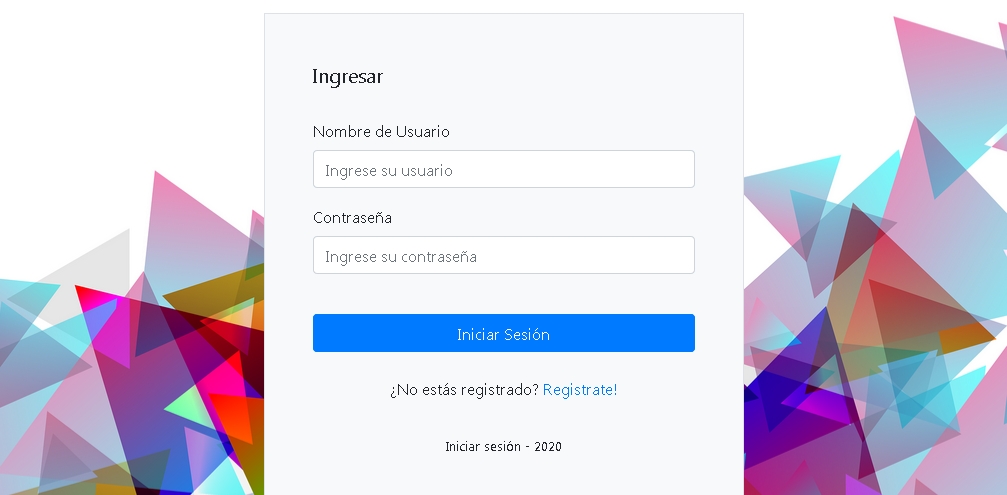 Ingresar
Nombre de Usuario
Ingrese su usuario
Contraseña
Ingrese su contraseña
Iniciar Sesión
¿No estás registrado? Registrate!
Iniciar sesión - 2020